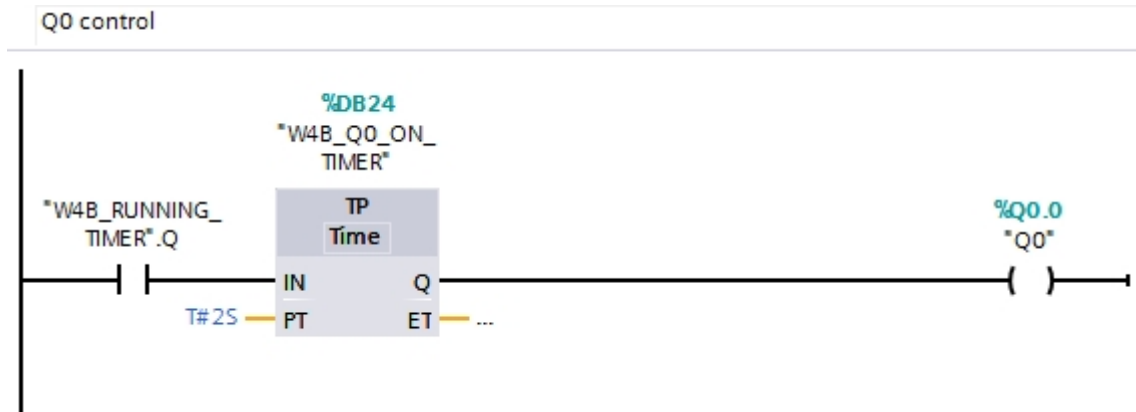 Q0 control
%DB24
"W4B_Q0_ON_
TIMER"
"W4B_RUNNING_
TIMER".Q
TP
Time
%Q0.0
"Q0"
IN Q
T#2S PT ET ...